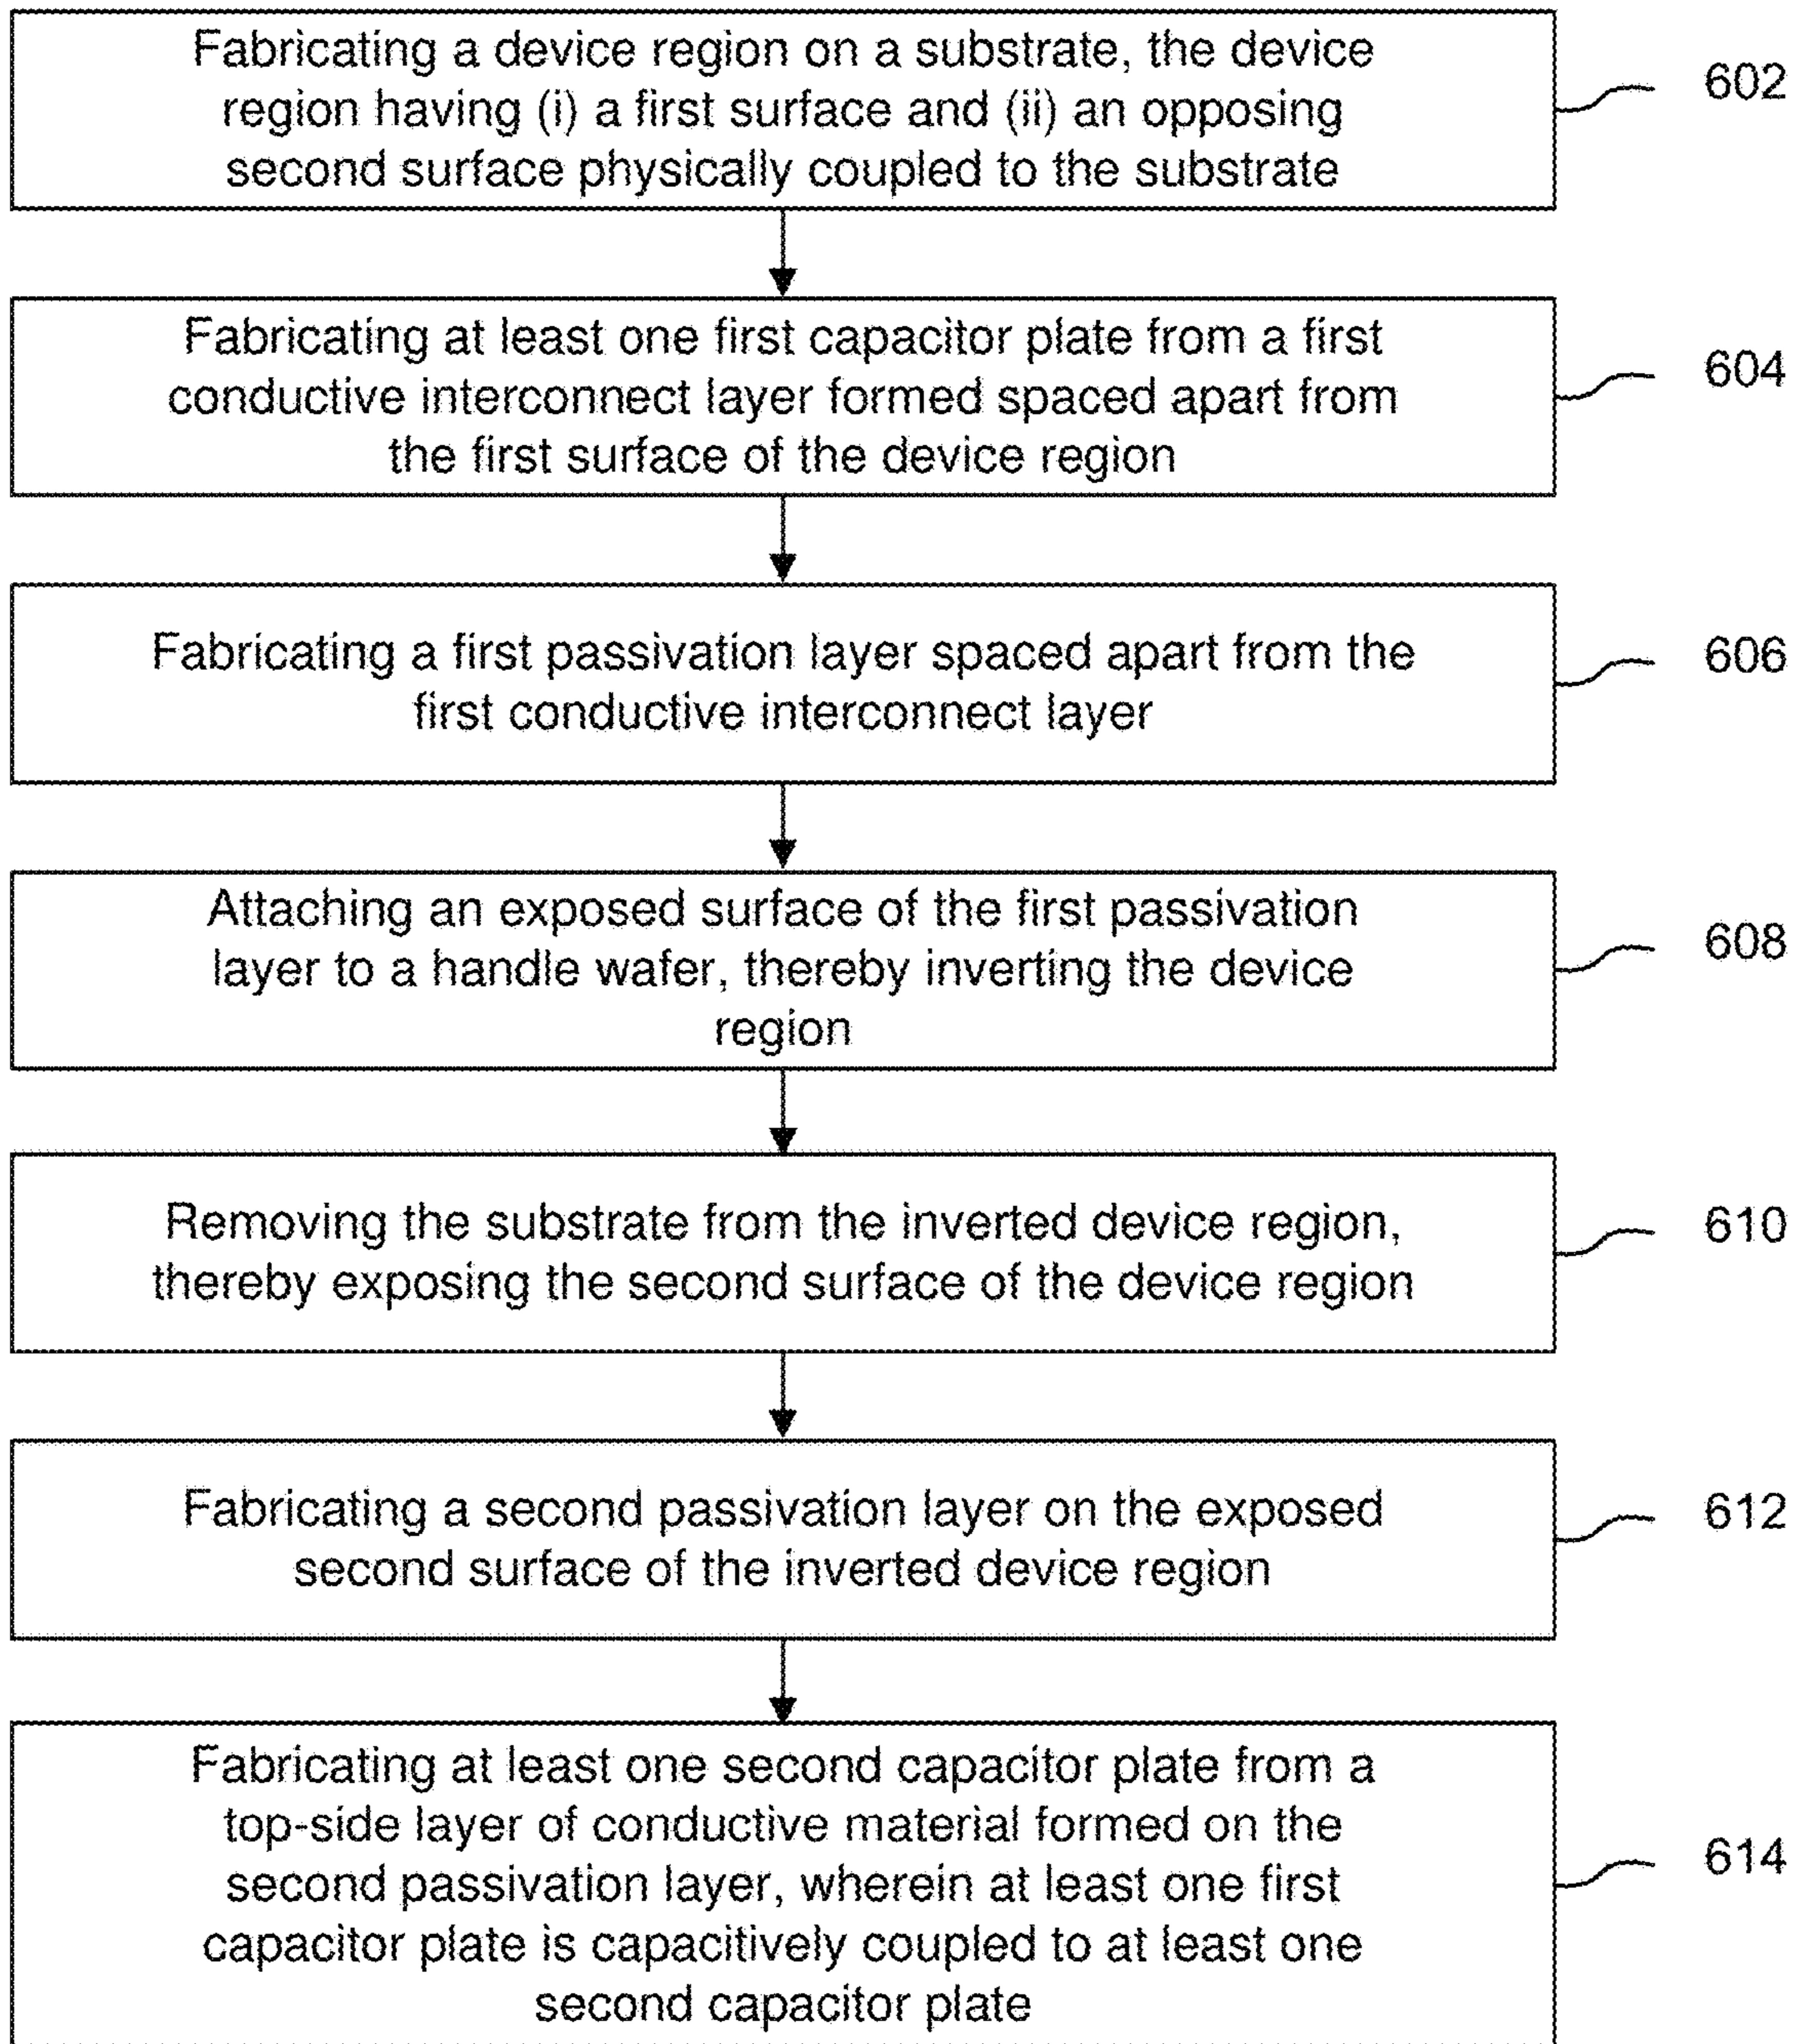 Fabricating a device region on a substrate, the device
region having (i) a first surface and (ii) an opposing
second surface physically coupled to the substrate
602
Fabricating at least one first capacitor plate from a first
conductive interconnect layer formed spaced apart from
the first surface of the device region
604
Fabricating a first passivation layer spaced apart from the
first conductive interconnect layer
606
Attaching an exposed surface of the first passivation
layer to a handle wafer, thereby inverting the device
region
608
Removing the substrate from the inverted device region,
thereby exposing the second surface of the device region
610
Fabricating a second passivation layer on the exposed
second surface of the inverted device region
612
Fabricating at least one second capacitor plate from a
top-side layer of conductive material formed on the
second passivation layer, wherein at least one first
capacitor plate is capacitively coupled to at least one
second capacitor plate
614